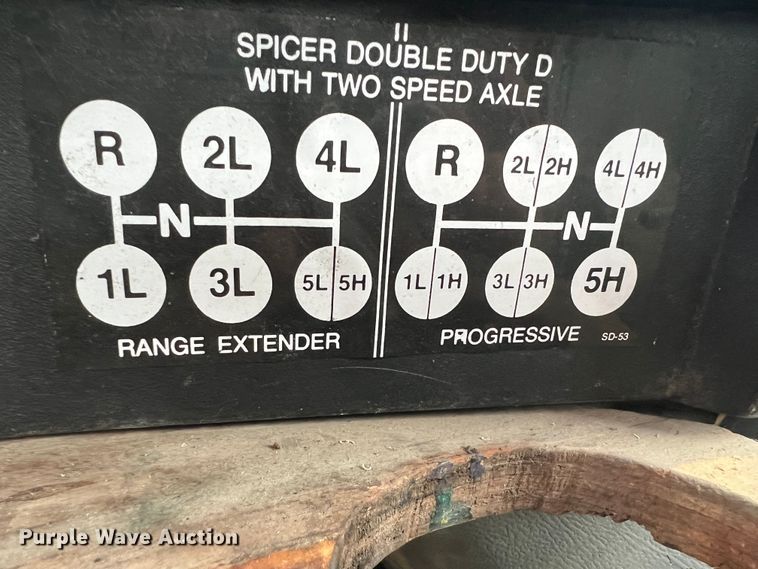 SPICER DOUBLE DUTY D
WITH TWO SPEED AXLE
R 2L 4L
N
1L 3L 5L 5H
RANGE EXTENDER
R 2L 2H 4L 4H
N
1L 1H 3L 3H 5H
PROGRESSIVE SD-53
Purple Wave Auction®